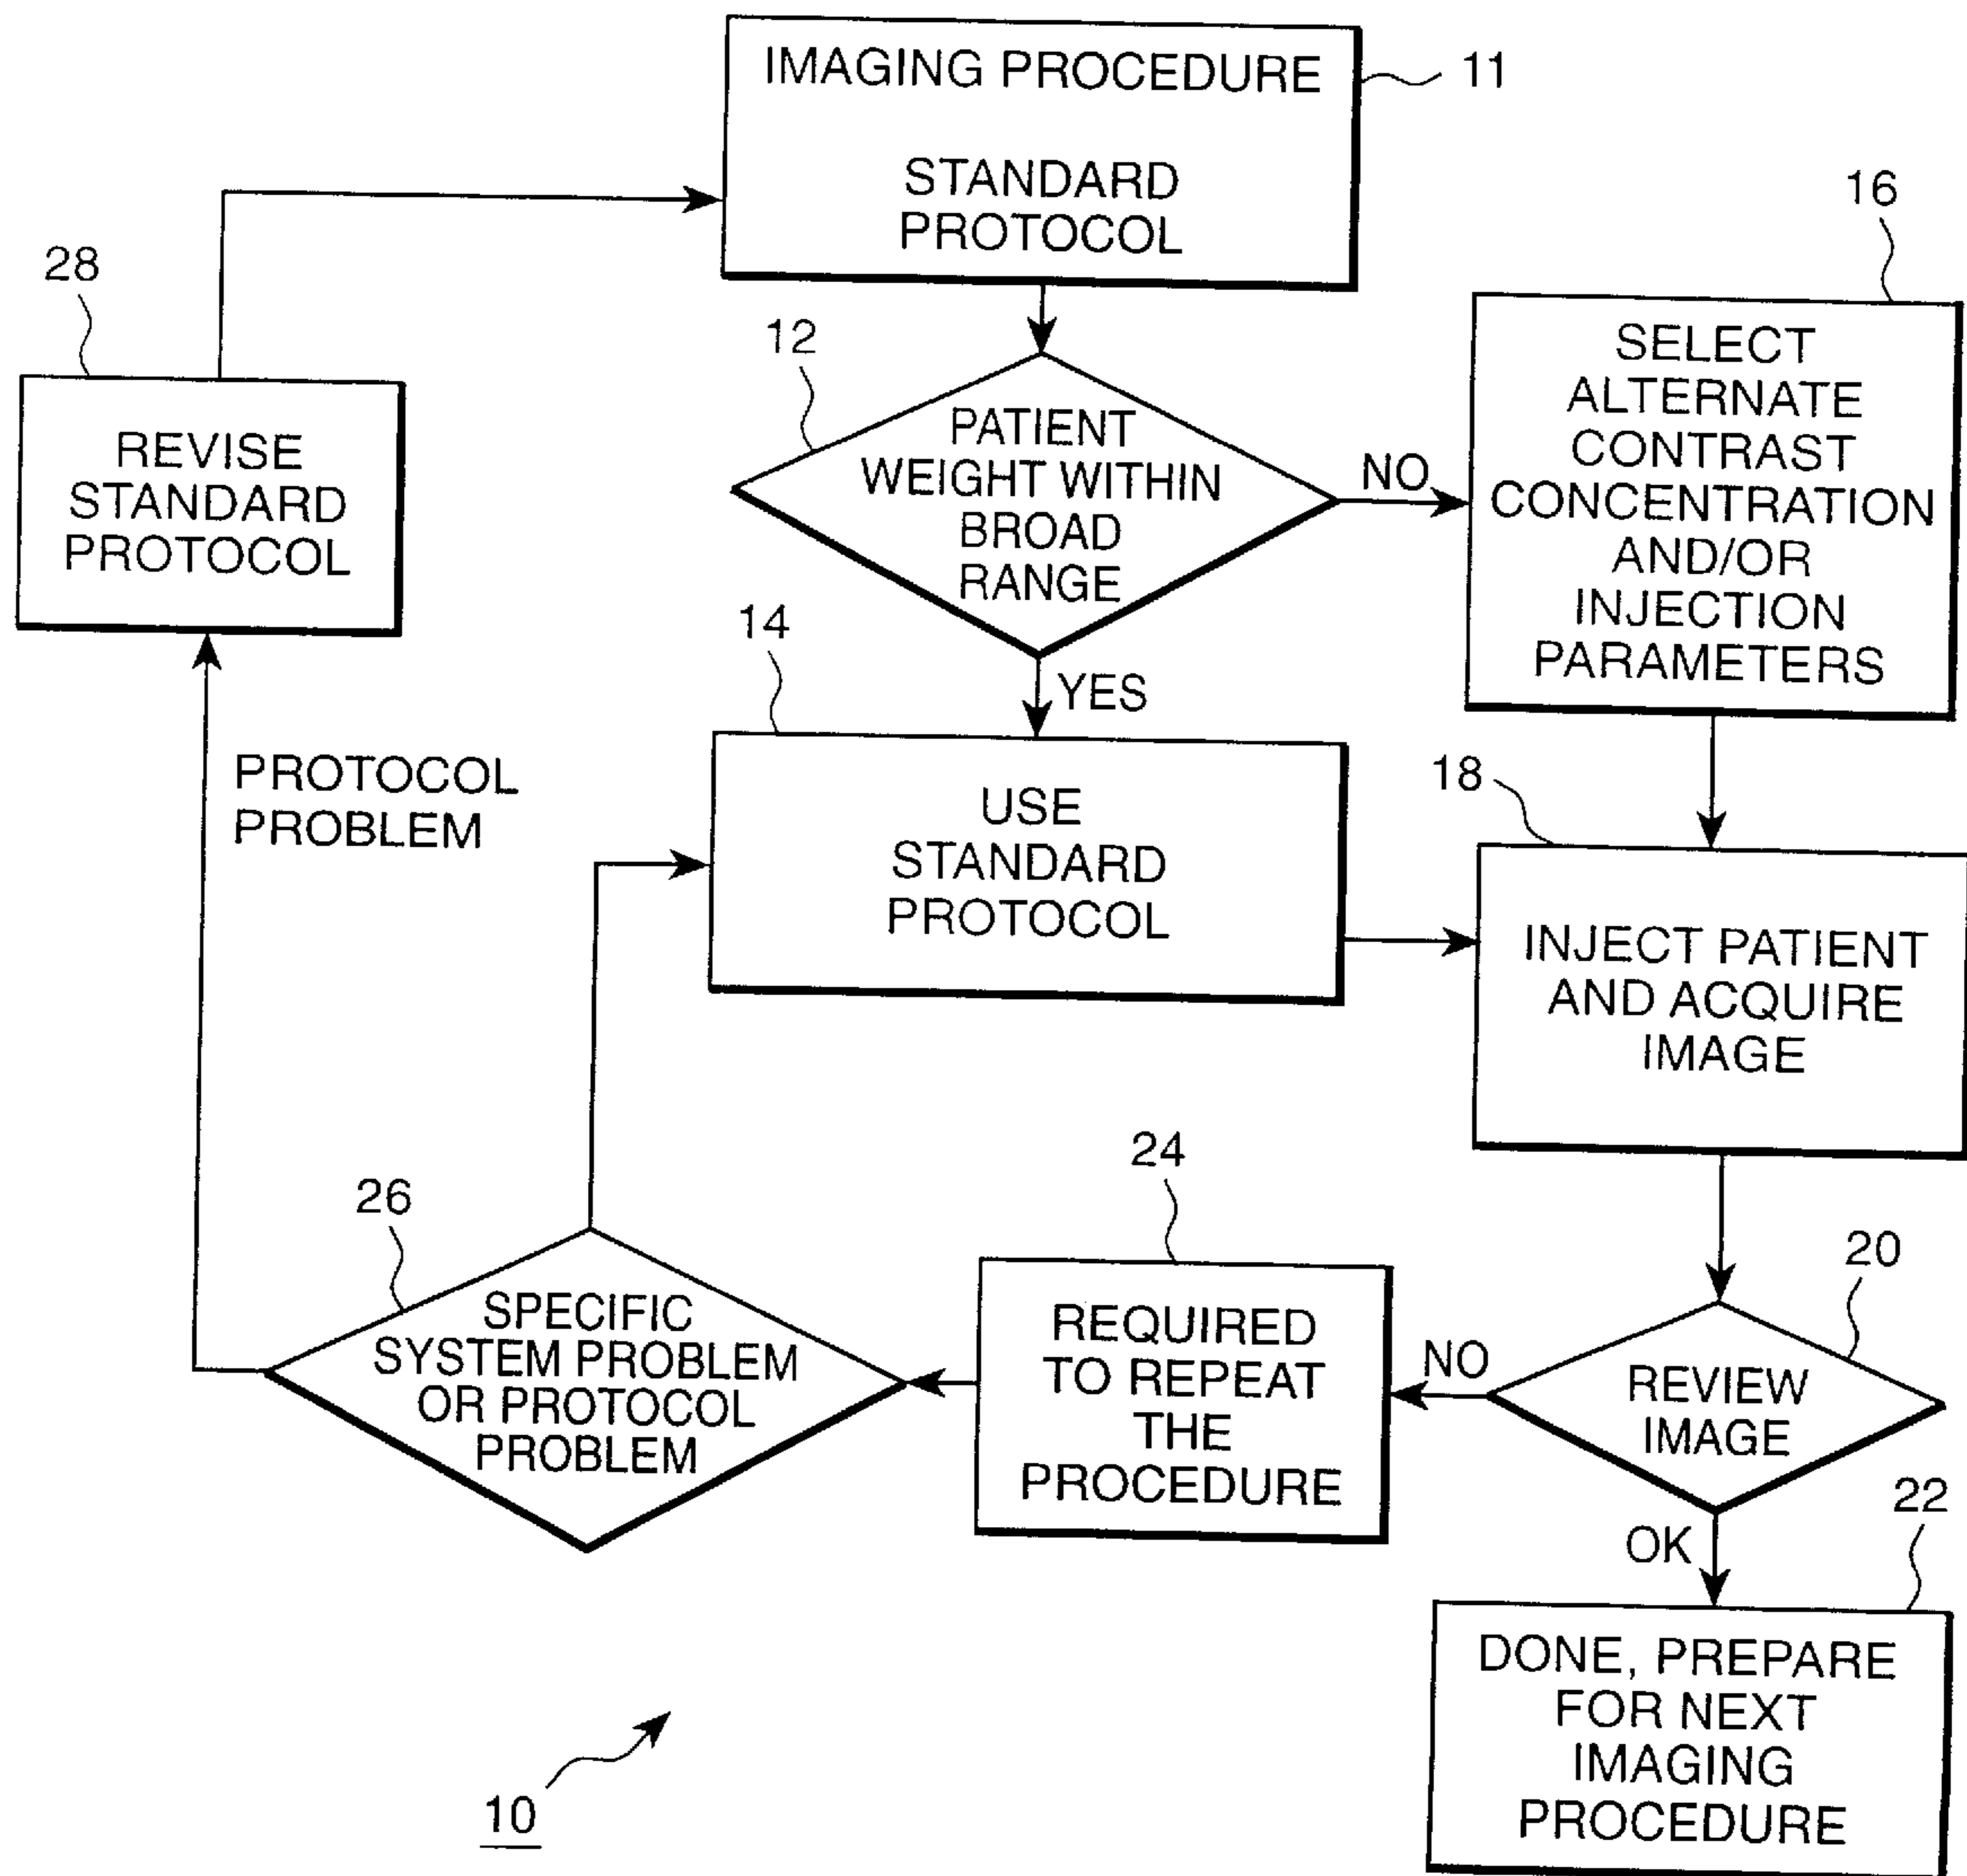 IMAGING PROCEDURE
STANDARD
PROTOCOL
11
12
PATIENT
WEIGHT WITHIN
BROAD
RANGE
NO
YES
16
SELECT
ALTERNATE
CONTRAST
CONCENTRATION
AND/OR
INJECTION
PARAMETERS
28
REVISE
STANDARD
PROTOCOL
PROTOCOL
PROBLEM
14
USE
STANDARD
PROTOCOL
18
INJECT PATIENT
AND ACQUIRE
IMAGE
20
REVIEW
IMAGE
NO
OK
24
REQUIRED
TO REPEAT
THE
PROCEDURE
26
SPECIFIC
SYSTEM PROBLEM
OR PROTOCOL
PROBLEM
22
DONE, PREPARE
FOR NEXT
IMAGING
PROCEDURE
10